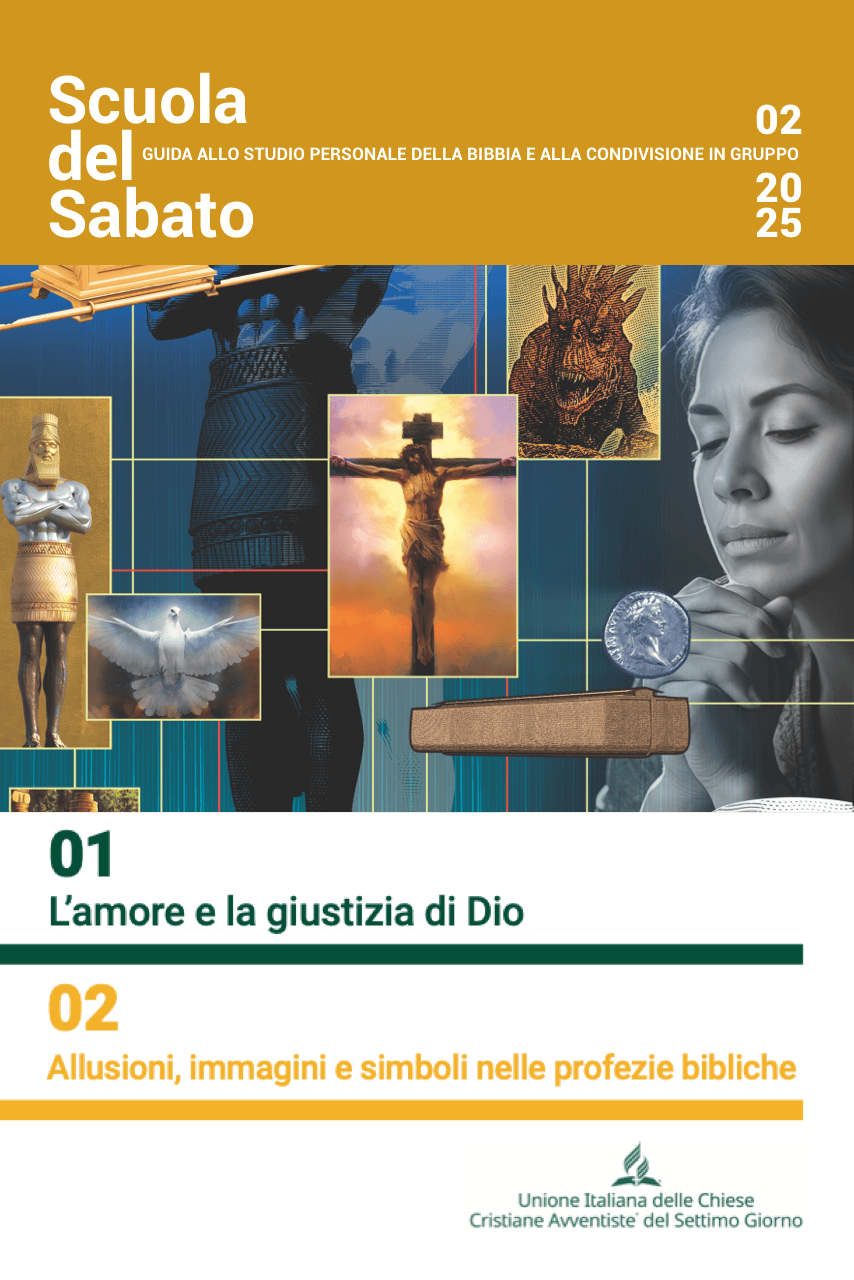 Scuola
del
Sabato
GUIDA ALLO STUDIO PERSONALE DELLA BIBBIA E ALLA CONDIVISIONE IN GRUPPO
02
20
25
01
L'amore e la giustizia di Dio
02
Allusioni, immagini e simboli nelle profezie bibliche
Unione Italiana delle Chiese
Cristiane Avventiste® del Settimo Giorno